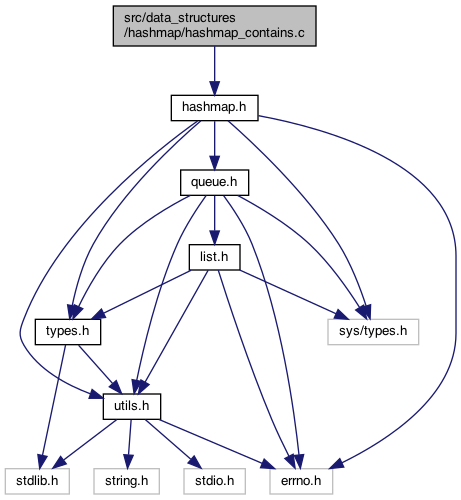 src/data_structures
/hashmap/hashmap_contains.c
hashmap.h
queue.h
list.h
types.h
sys/types.h
utils.h
stdlib.h
string.h
stdio.h
errno.h